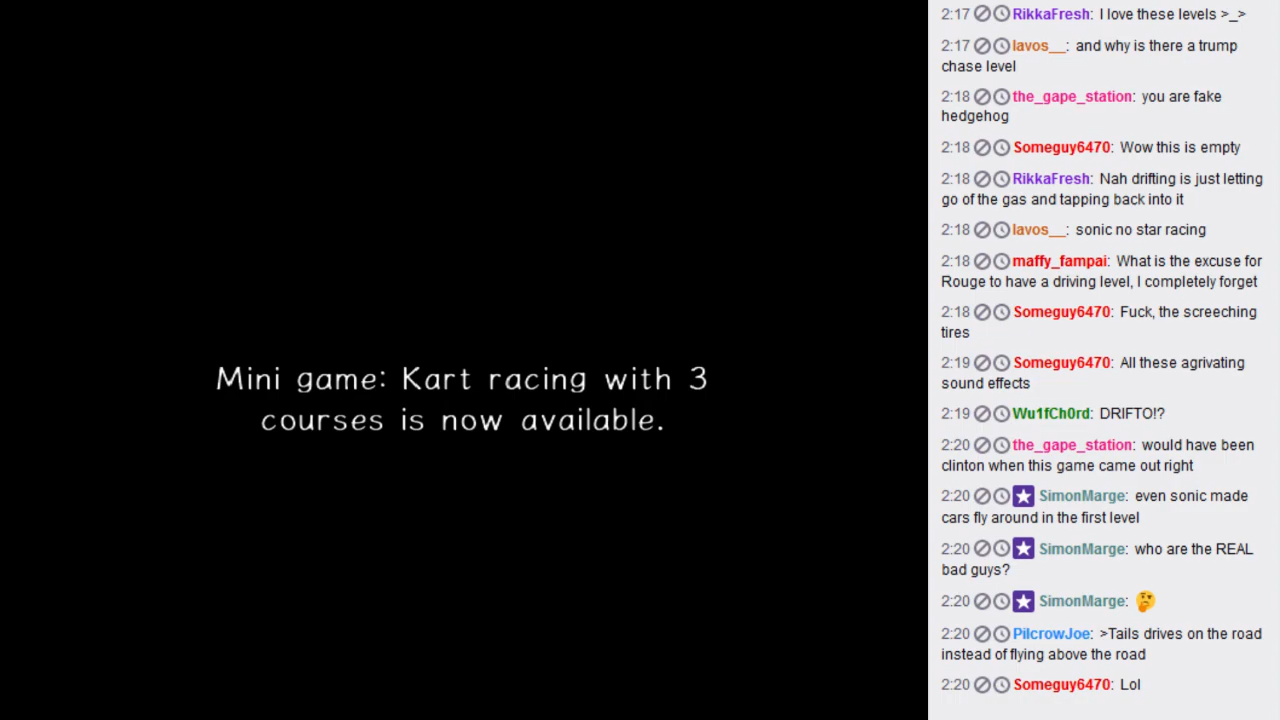 Mini game: Kart racing with 3
courses is now available.
2:17 RikkaFresh: I love these levels >_>
2:17 lavos__: and why is there a trump
chase level
2:18 the_gape_station: you are fake
hedgehog
2:18 Someguy6470: Wow this is empty
2:18 RikkaFresh: Nah drifting is just letting
go of the gas and tapping back into it
2:18 lavos__: sonic no star racing
2:18 maffy_fampai: What is the excuse for
Rouge to have a driving level, I completely forget
2:18 Someguy6470: Fuck, the screeching
tires
2:19 Someguy6470: All these agrivating
sound effects
2:19 Wu1fCh0rd: DRIFTO!?
2:20 the_gape_station: would have been
clinton when this game came out right
2:20 SimonMarge: even sonic made
cars fly around in the first level
2:20 SimonMarge: who are the REAL
bad guys?
2:20 SimonMarge: 🤔
2:20 PilcrowJoe: >Tails drives on the road
instead of flying above the road
2:20 Someguy6470: Lol